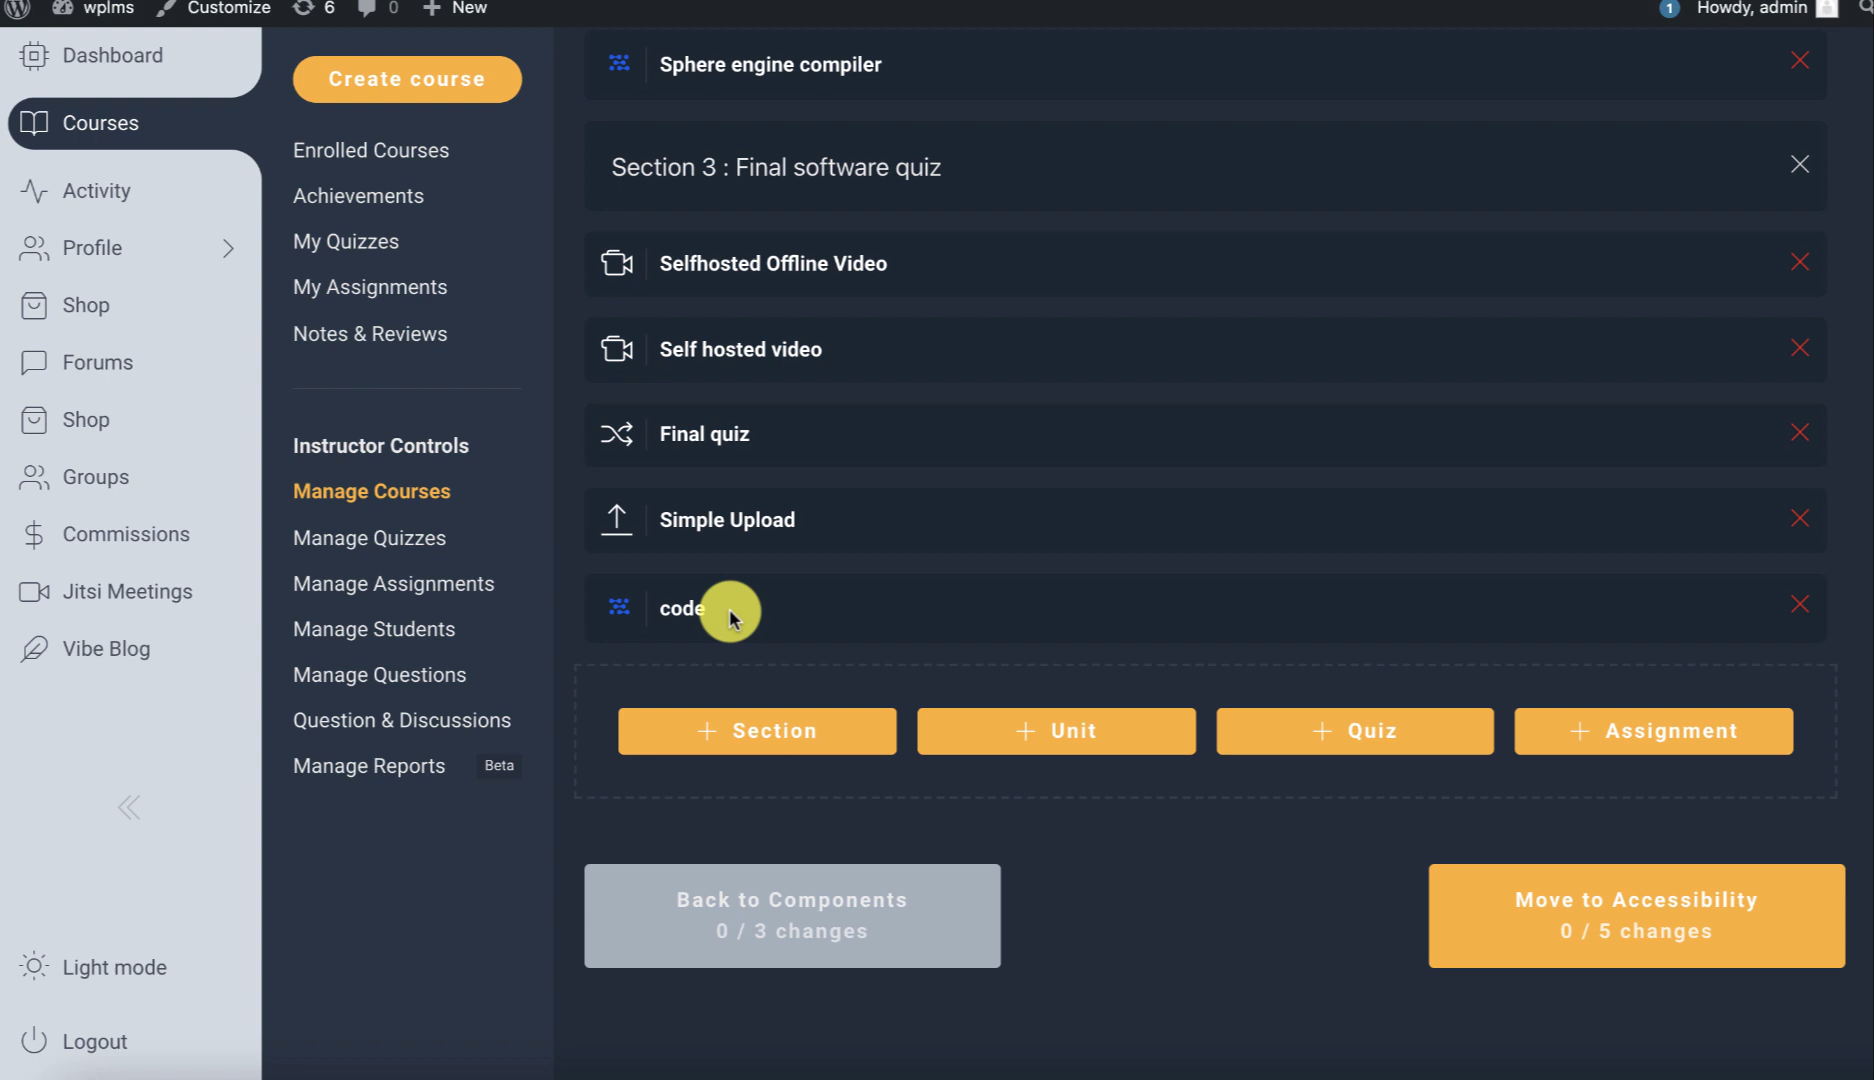 wplms
Customize
6
0
New
1
Howdy, admin
Dashboard
Courses
Activity
Profile
Shop
Forums
Shop
Groups
Commissions
Jitsi Meetings
Vibe Blog
Light mode
Logout
Create course
Enrolled Courses
Achievements
My Quizzes
My Assignments
Notes & Reviews
Instructor Controls
Manage Courses
Manage Quizzes
Manage Assignments
Manage Students
Manage Questions
Question & Discussions
Manage Reports Beta
Sphere engine compiler
Section 3 : Final software quiz
Selfhosted Offline Video
Self hosted video
Final quiz
Simple Upload
code
+ Section
+ Unit
+ Quiz
+ Assignment
Back to Components
0 / 3 changes
Move to Accessibility
0 / 5 changes